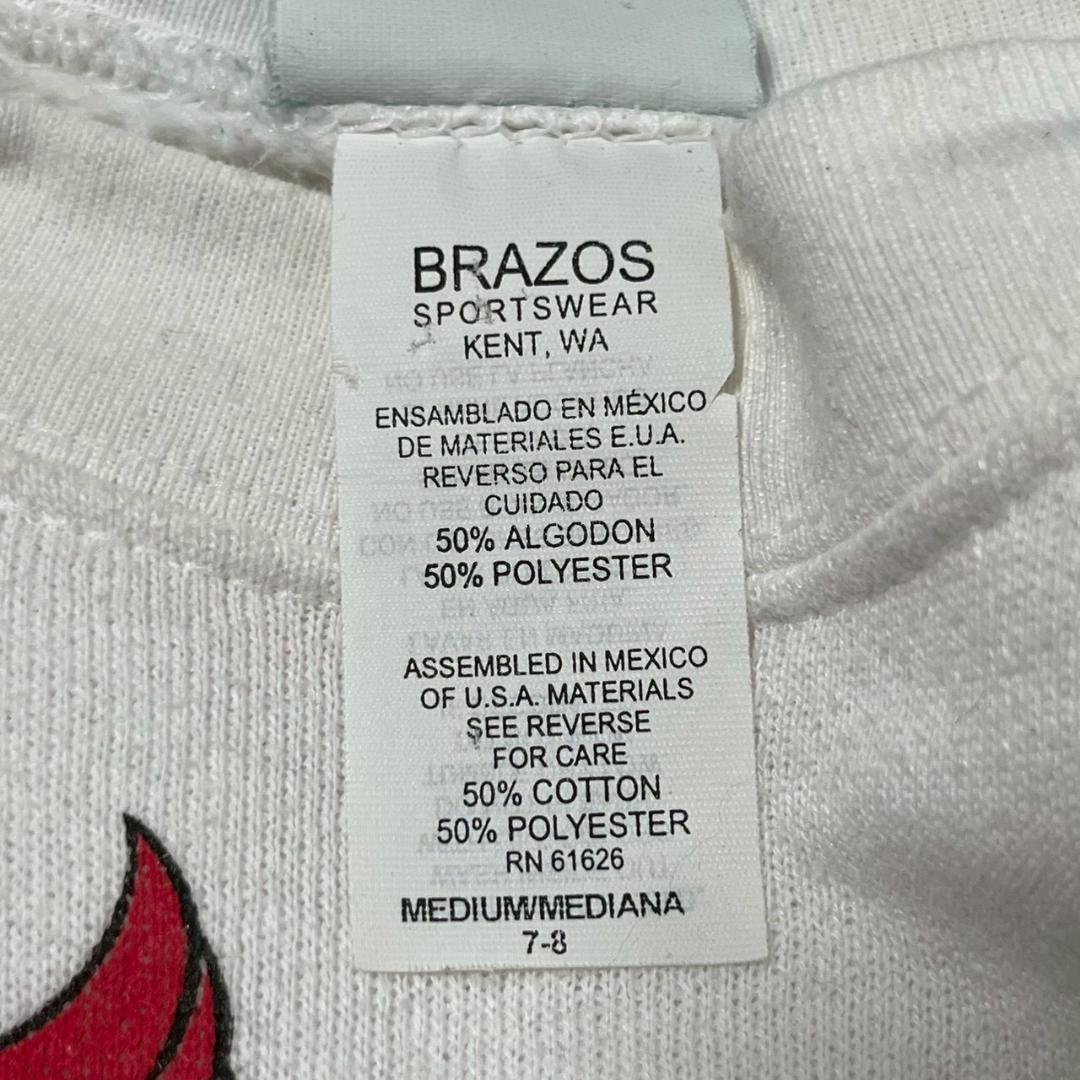 BRAZOS
SPORTSWEAR
KENT, WA
ENSAMBLADO EN MÉXICO
DE MATERIALES E.U.A.
REVERSO PARA EL
CUIDADO
50% ALGODON
50% POLYESTER
ASSEMBLED IN MEXICO
OF U.S.A. MATERIALS
SEE REVERSE
FOR CARE
50% COTTON
50% POLYESTER
RN 61626
MEDIUM/MEDIANA
7-8